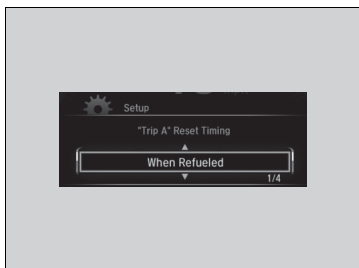 Setup
"Trip A" Reset Timing
▲
When Refueled
▼
1/4